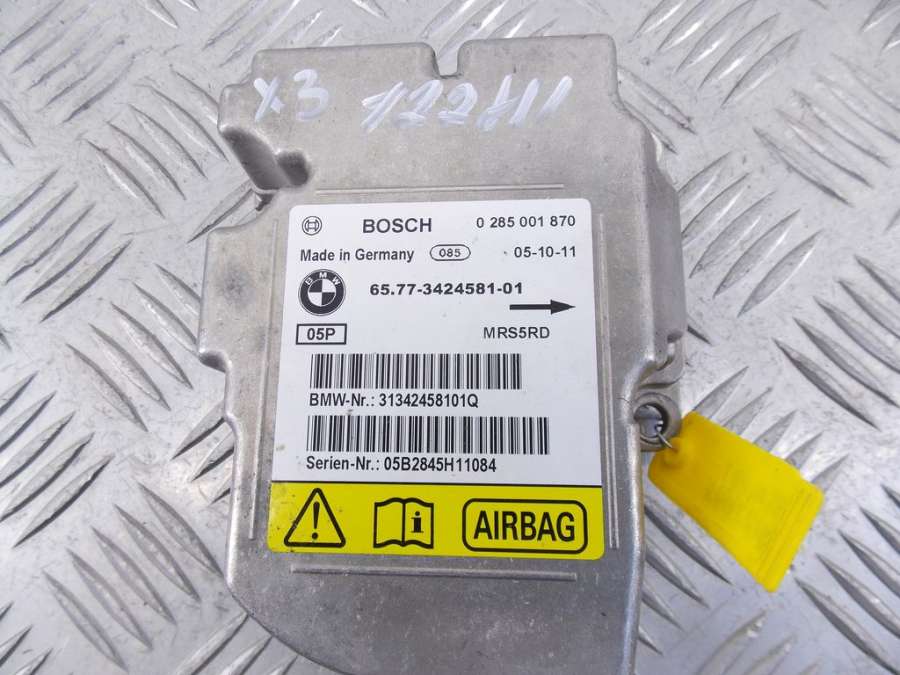 X3
BOSCH 0 285 001 870
Made in Germany 085 05-10-11
BMW 65.77-3424581-01
05P MRS5RD
BMW-Nr.: 31342458101Q
Serien-Nr.: 05B2845H11084
AIRBAG